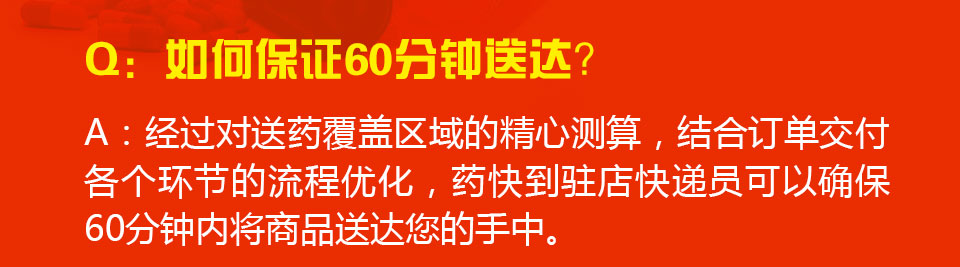 Q：如何保证60分钟送达？
A：经过对送药覆盖区域的精心测算，结合订单交付
各个环节的流程优化，药快到驻店快递员可以确保
60分钟内将商品送达您的手中。